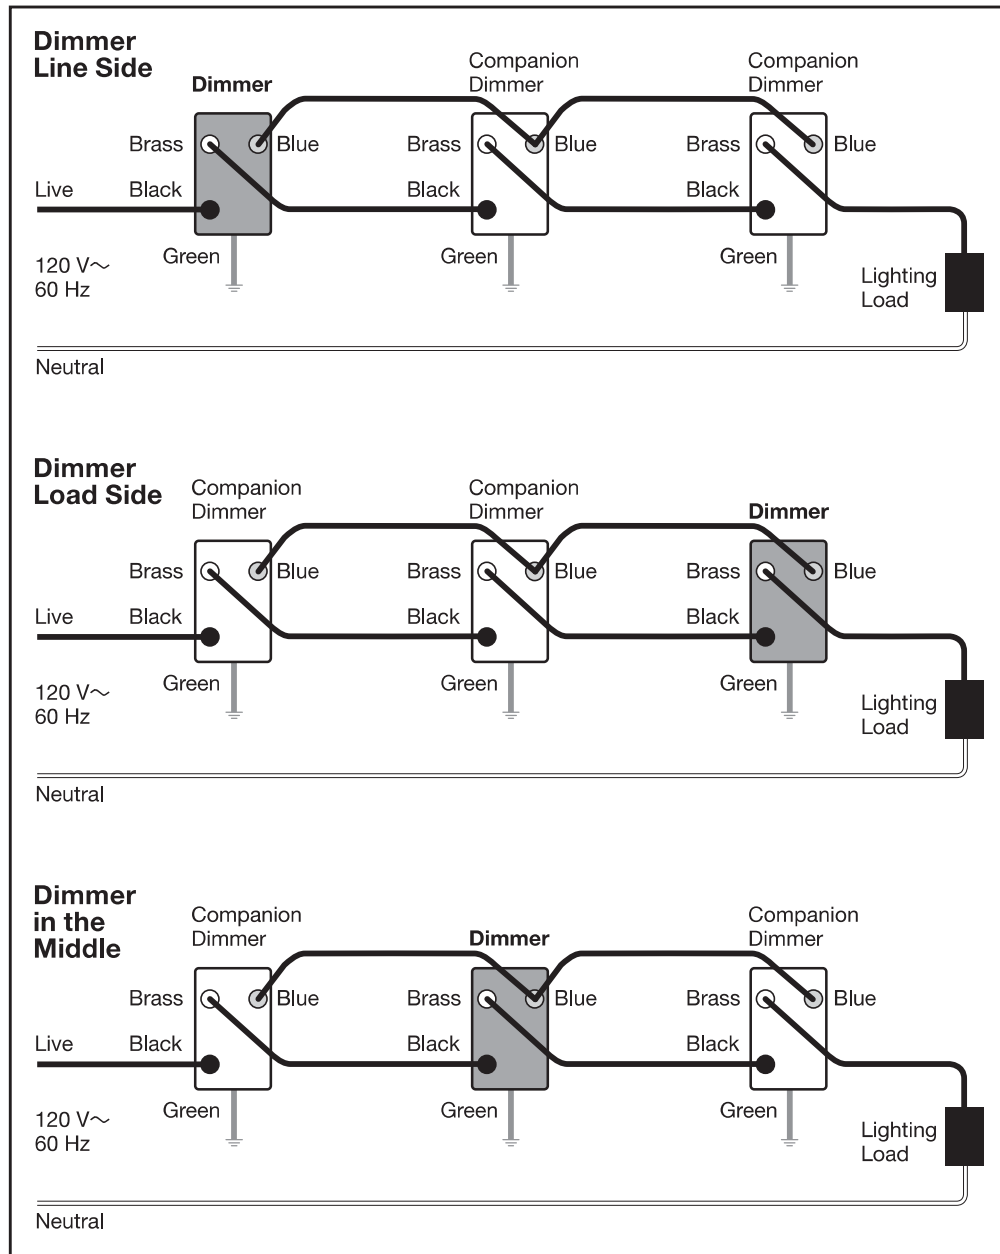 Dimmer
Line Side
Dimmer
Companion
Dimmer
Companion
Dimmer
Brass
Blue
Brass
Blue
Brass
Blue
Live
Black
Black
Black
Green
Green
Green
120 V~
60 Hz
Lighting
Load
Neutral
Dimmer
Load Side
Companion
Dimmer
Companion
Dimmer
Dimmer
Brass
Blue
Brass
Blue
Brass
Blue
Live
Black
Black
Black
Green
Green
Green
120 V~
60 Hz
Lighting
Load
Neutral
Dimmer
in the
Middle
Companion
Dimmer
Dimmer
Companion
Dimmer
Brass
Blue
Brass
Blue
Brass
Blue
Live
Black
Black
Black
Green
Green
Green
120 V~
60 Hz
Lighting
Load
Neutral